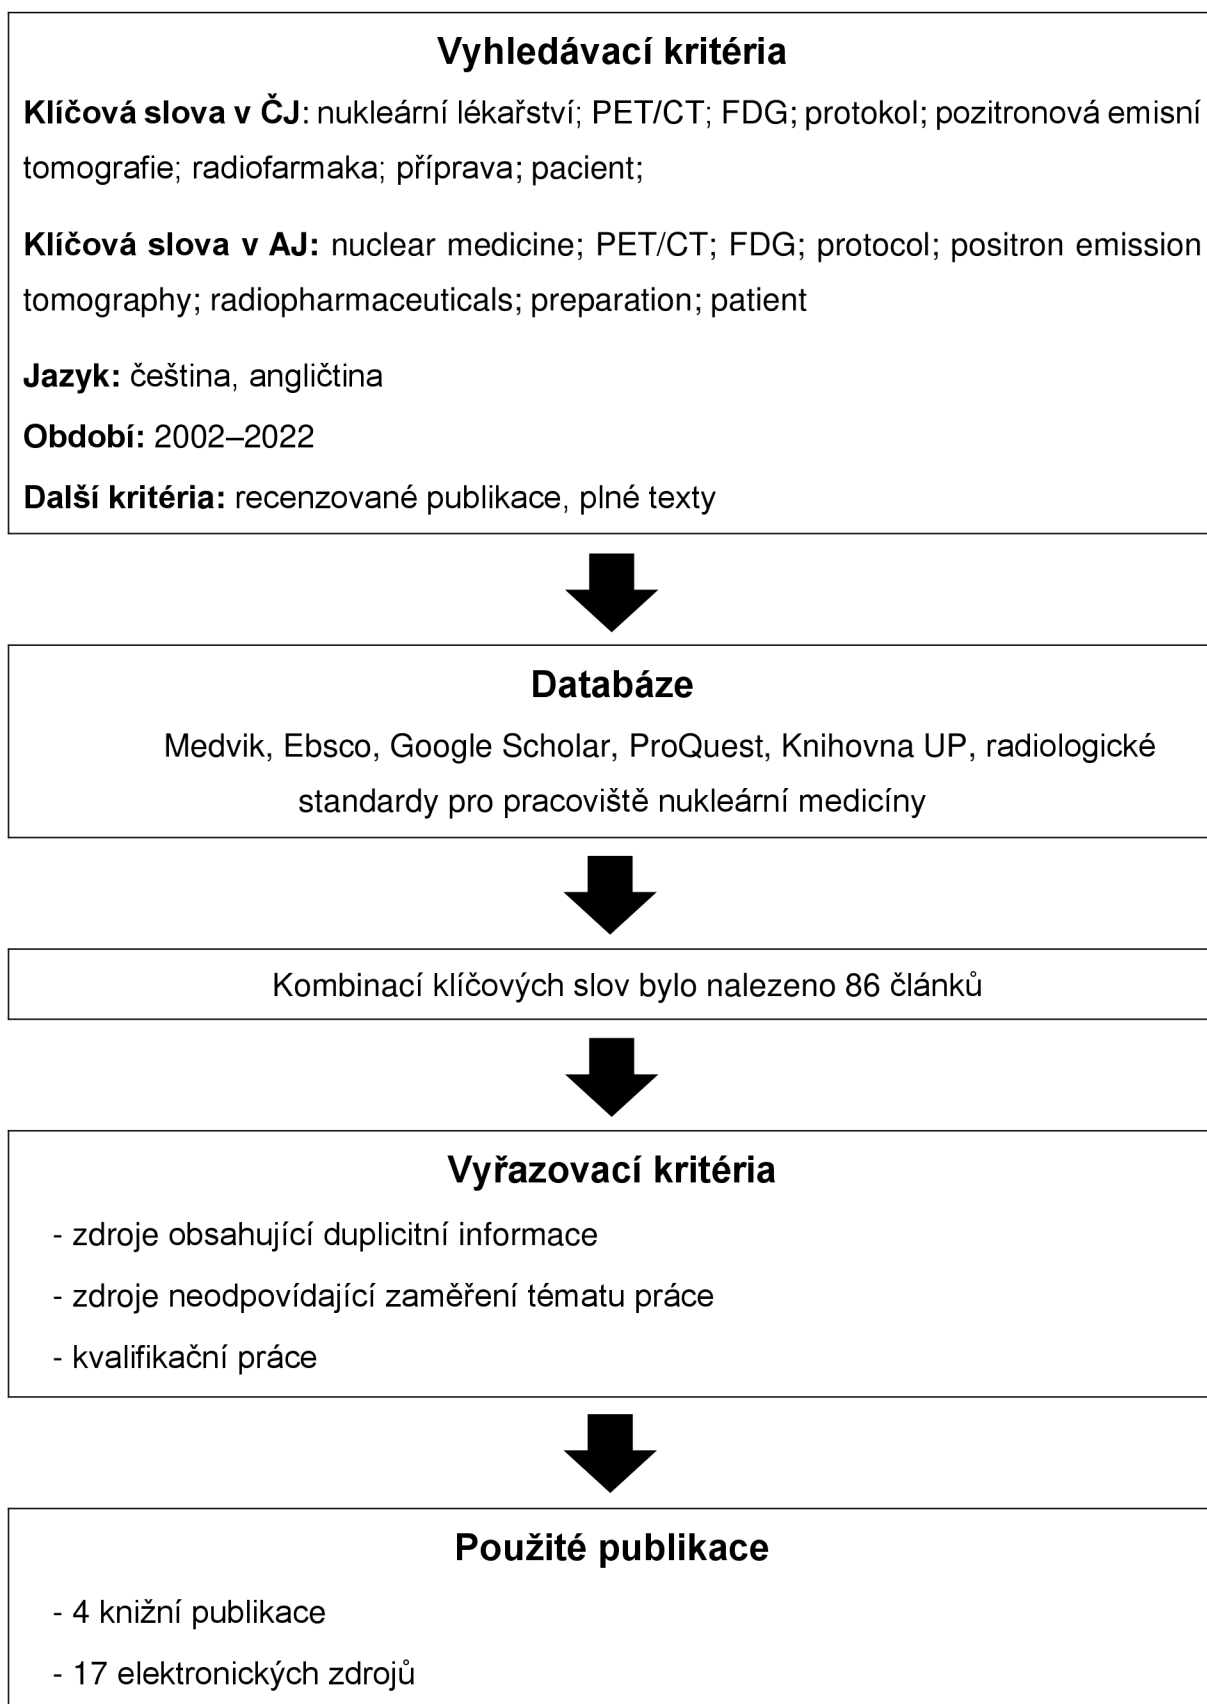 Vyhledávací kritéria
Klíčová slova v ČJ: nukleární lékařství; PET/CT; FDG; protokol; pozitronová emisní
tomografie; radiofarmaka; příprava; pacient;
Klíčová slova v AJ: nuclear medicine; PET/CT; FDG; protocol; positron emission
tomography; radiopharmaceuticals; preparation; patient
Jazyk: čeština, angličtina
Období: 2002–2022
Další kritéria: recenzované publikace, plné texty
Databáze
Medvik, Ebsco, Google Scholar, ProQuest, Knihovna UP, radiologické
standardy pro pracoviště nukleární medicíny
Kombinací klíčových slov bylo nalezeno 86 článků
Vyřazovací kritéria
- zdroje obsahující duplicitní informace
- zdroje neodpovídající zaměření tématu práce
- kvalifikační práce
Použité publikace
- 4 knižní publikace
- 17 elektronických zdrojů